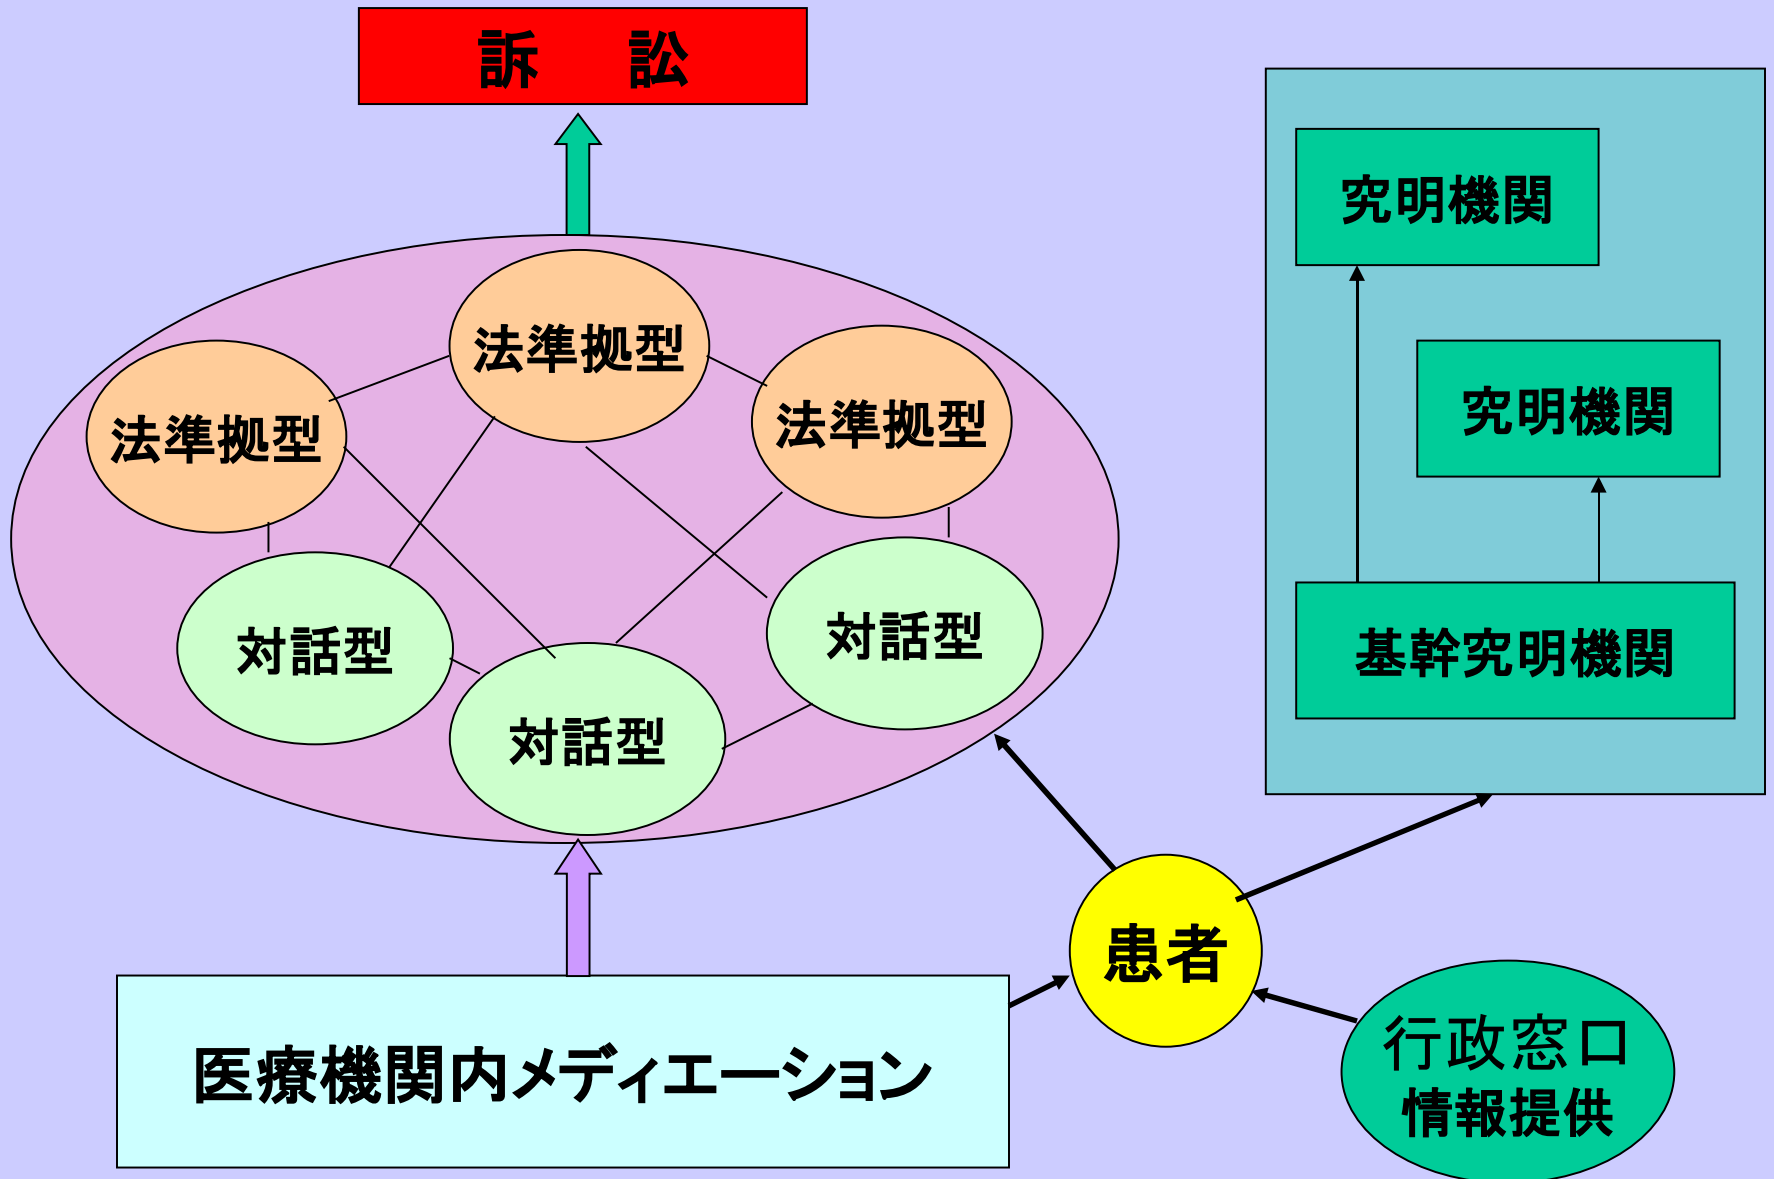 訴　訟
究明機関
法準拠型
法準拠型
法準拠型
究明機関
対話型
対話型
対話型
基幹究明機関
患者
医療機関内メディエーション
行政窓口
情報提供